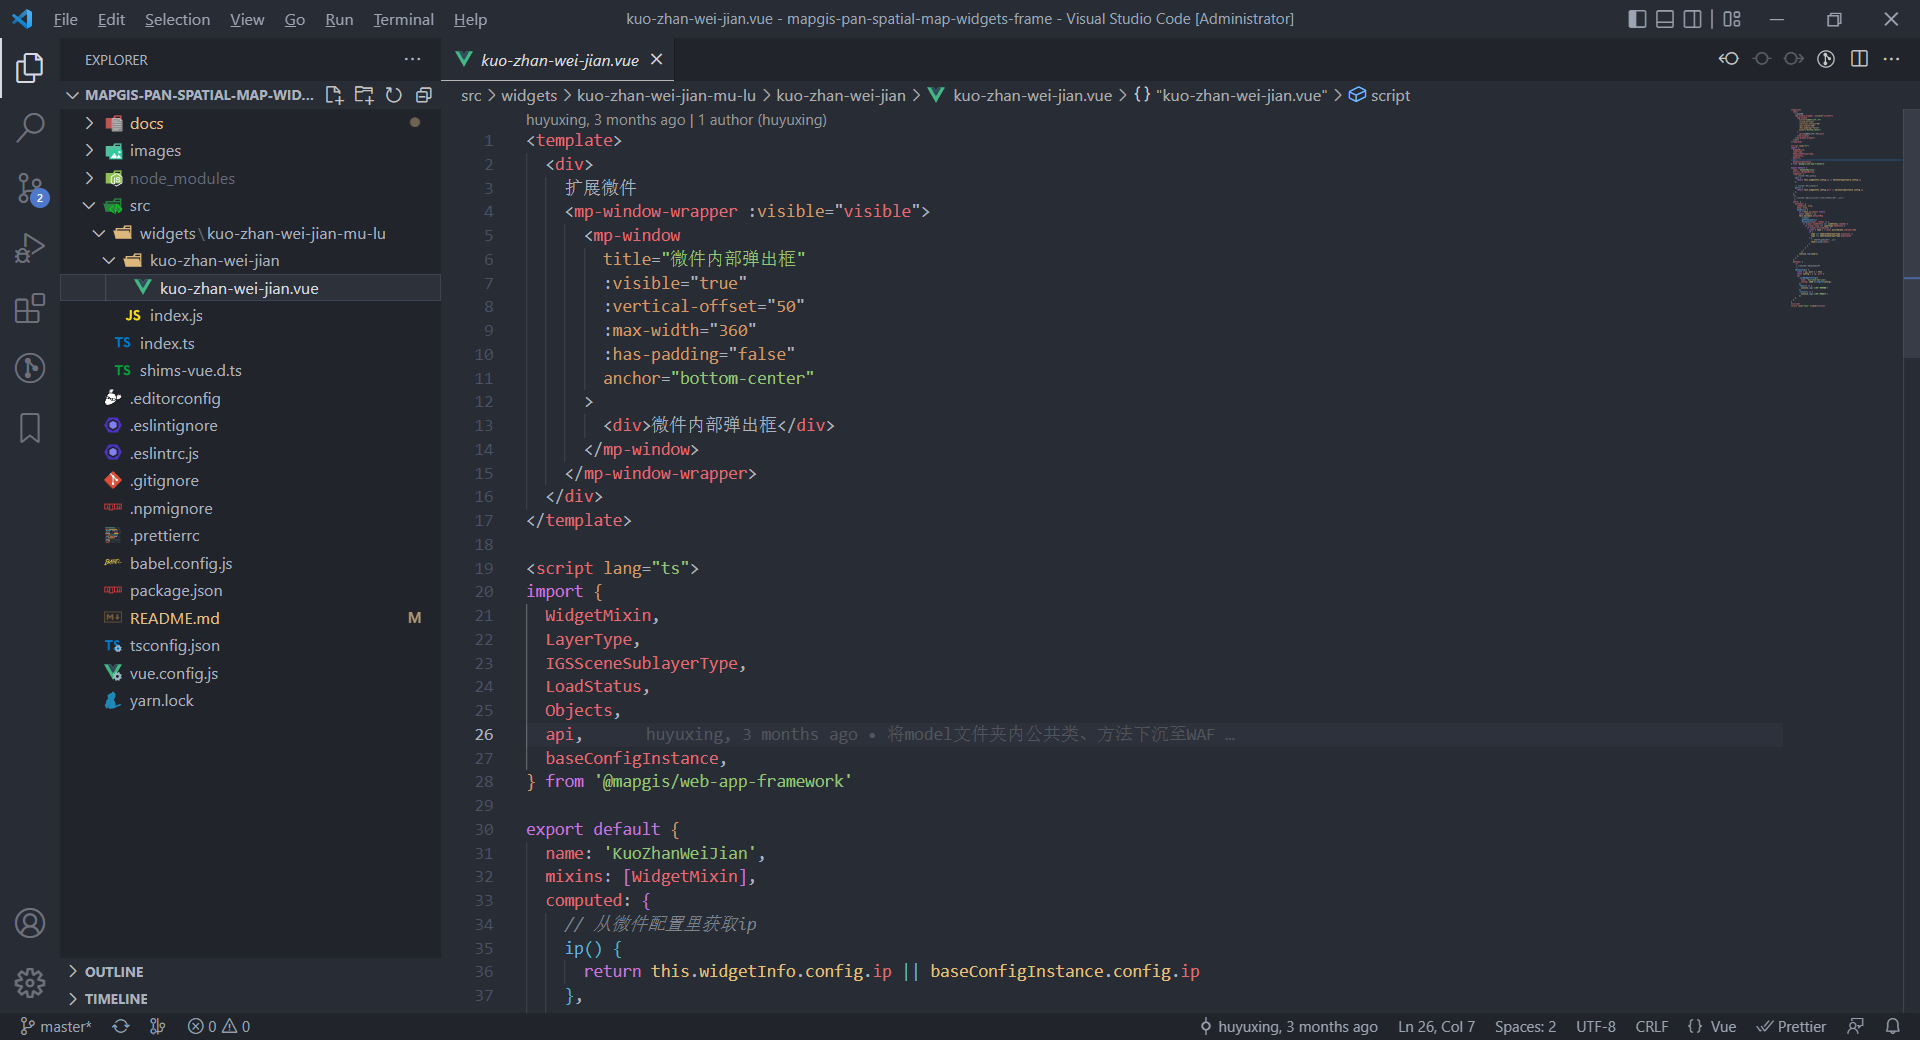 File Edit Selection View Go Run Terminal Help
kuo-zhan-wei-jian.vue - mapgis-pan-spatial-map-widgets-frame - Visual Studio Code [Administrator]
EXPLORER
MAPGIS-PAN-SPATIAL-MAP-WID...
docs
images
node_modules
src
widgets\kuo-zhan-wei-jian-mu-lu
kuo-zhan-wei-jian
kuo-zhan-wei-jian.vue
JS index.js
TS index.ts
TS shims-vue.d.ts
.editorconfig
.eslintignore
.eslintrc.js
.gitignore
.npmignore
.prettierrc
babel.config.js
package.json
README.md M
tsconfig.json
vue.config.js
yarn.lock
OUTLINE
TIMELINE
2
kuo-zhan-wei-jian.vue
src > widgets > kuo-zhan-wei-jian-mu-lu > kuo-zhan-wei-jian > kuo-zhan-wei-jian.vue > {} "kuo-zhan-wei-jian.vue" > script
huyuxing, 3 months ago | 1 author (huyuxing)
1 <template>
2 <div>
3 扩展微件
4 <mp-window-wrapper :visible="visible">
5 <mp-window
6 title="微件内部弹出框"
7 :visible="true"
8 :vertical-offset="50"
9 :max-width="360"
10 :has-padding="false"
11 anchor="bottom-center"
12 >
13 <div>微件内部弹出框</div>
14 </mp-window>
15 </mp-window-wrapper>
16 </div>
17 </template>
18
19 <script lang="ts">
20 import {
21 WidgetMixin,
22 LayerType,
23 IGSSceneSublayerType,
24 LoadStatus,
25 Objects,
26 api, huyuxing, 3 months ago • 将model文件夹内公共类、方法下沉至WAF …
27 baseConfigInstance,
28 } from '@mapgis/web-app-framework'
29
30 export default {
31 name: 'KuoZhanWeiJian',
32 mixins: [WidgetMixin],
33 computed: {
34 // 从微件配置里获取ip
35 ip() {
36 return this.widgetInfo.config.ip || baseConfigInstance.config.ip
37 },
master* 0 0 huyuxing, 3 months ago Ln 26, Col 7 Spaces: 2 UTF-8 CRLF {} Vue Prettier